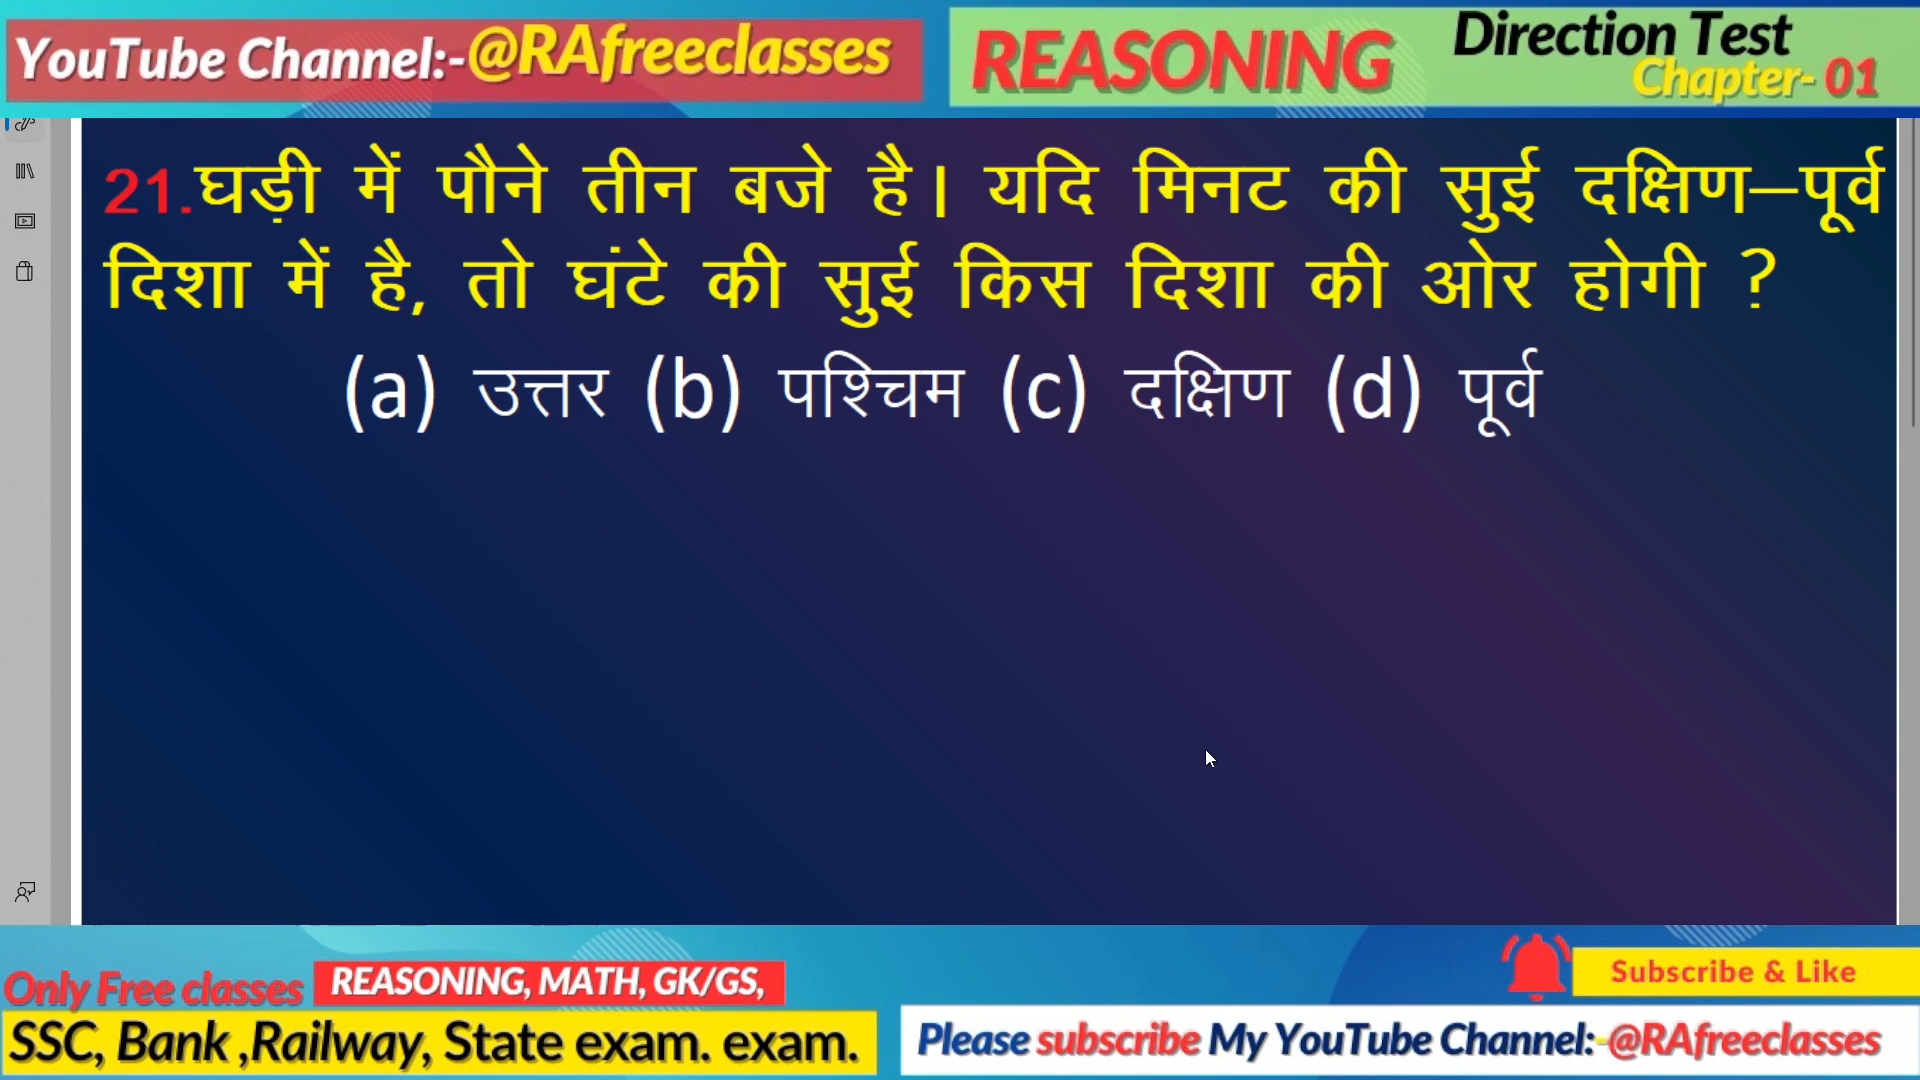 YouTube Channel:-@RAfreeclasses
REASONING
Direction Test
Chapter- 01
21.घड़ी में पौने तीन बजे है। यदि मिनट की सुई दक्षिण–पूर्व
दिशा में है, तो घंटे की सुई किस दिशा की ओर होगी ?
(a) उत्तर (b) पश्चिम (c) दक्षिण (d) पूर्व
Only Free classes REASONING, MATH, GK/GS,
SSC, Bank ,Railway, State exam. exam.
Subscribe & Like
Please subscribe My YouTube Channel:-@RAfreeclasses